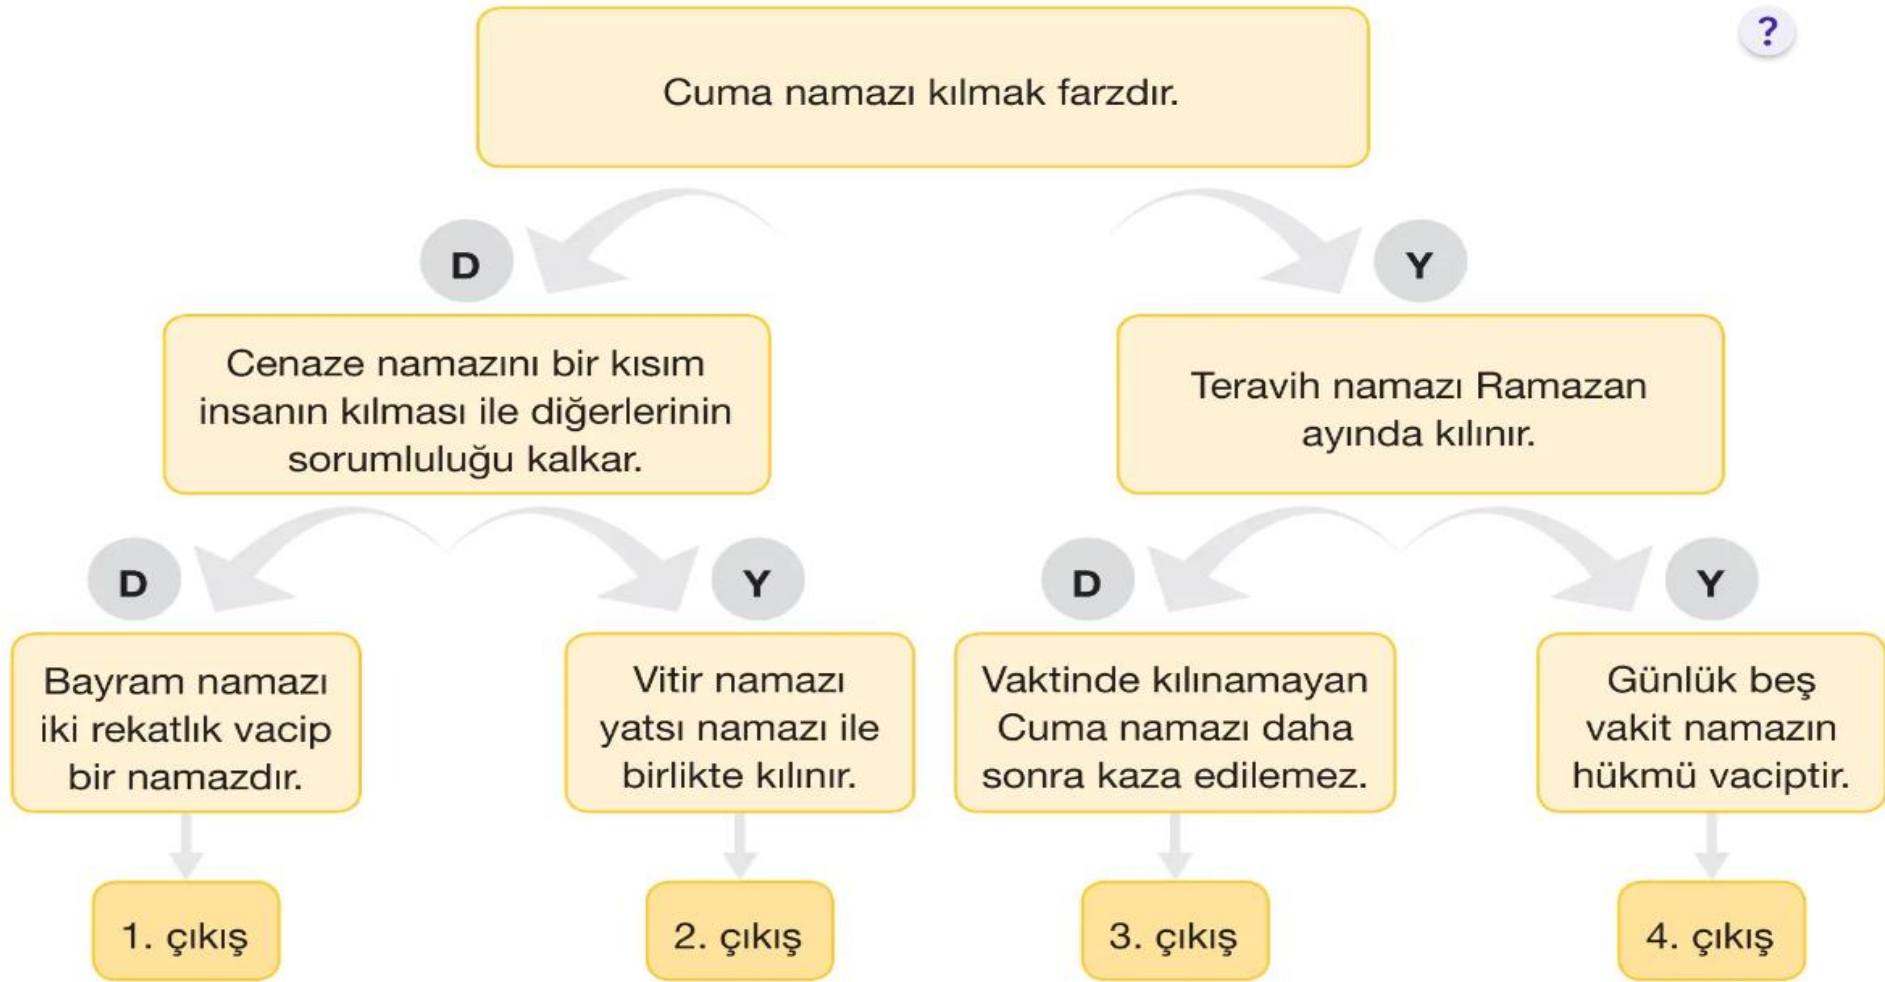 ?
Cuma namazı kılmak farzdır.
D
Y
Cenaze namazını bir kısım
insanın kılması ile diğerlerinin
sorumluluğu kalkar.
Teravih namazı Ramazan
ayında kılınır.
D
Y
D
Y
Bayram namazı
iki rekatlık vacip
bir namazdır.
Vitir namazı
yatsı namazı ile
birlikte kılınır.
Vaktinde kılınamayan
Cuma namazı daha
sonra kaza edilemez.
Günlük beş
vakit namazın
hükmü vaciptir.
1. çıkış
2. çıkış
3. çıkış
4. çıkış